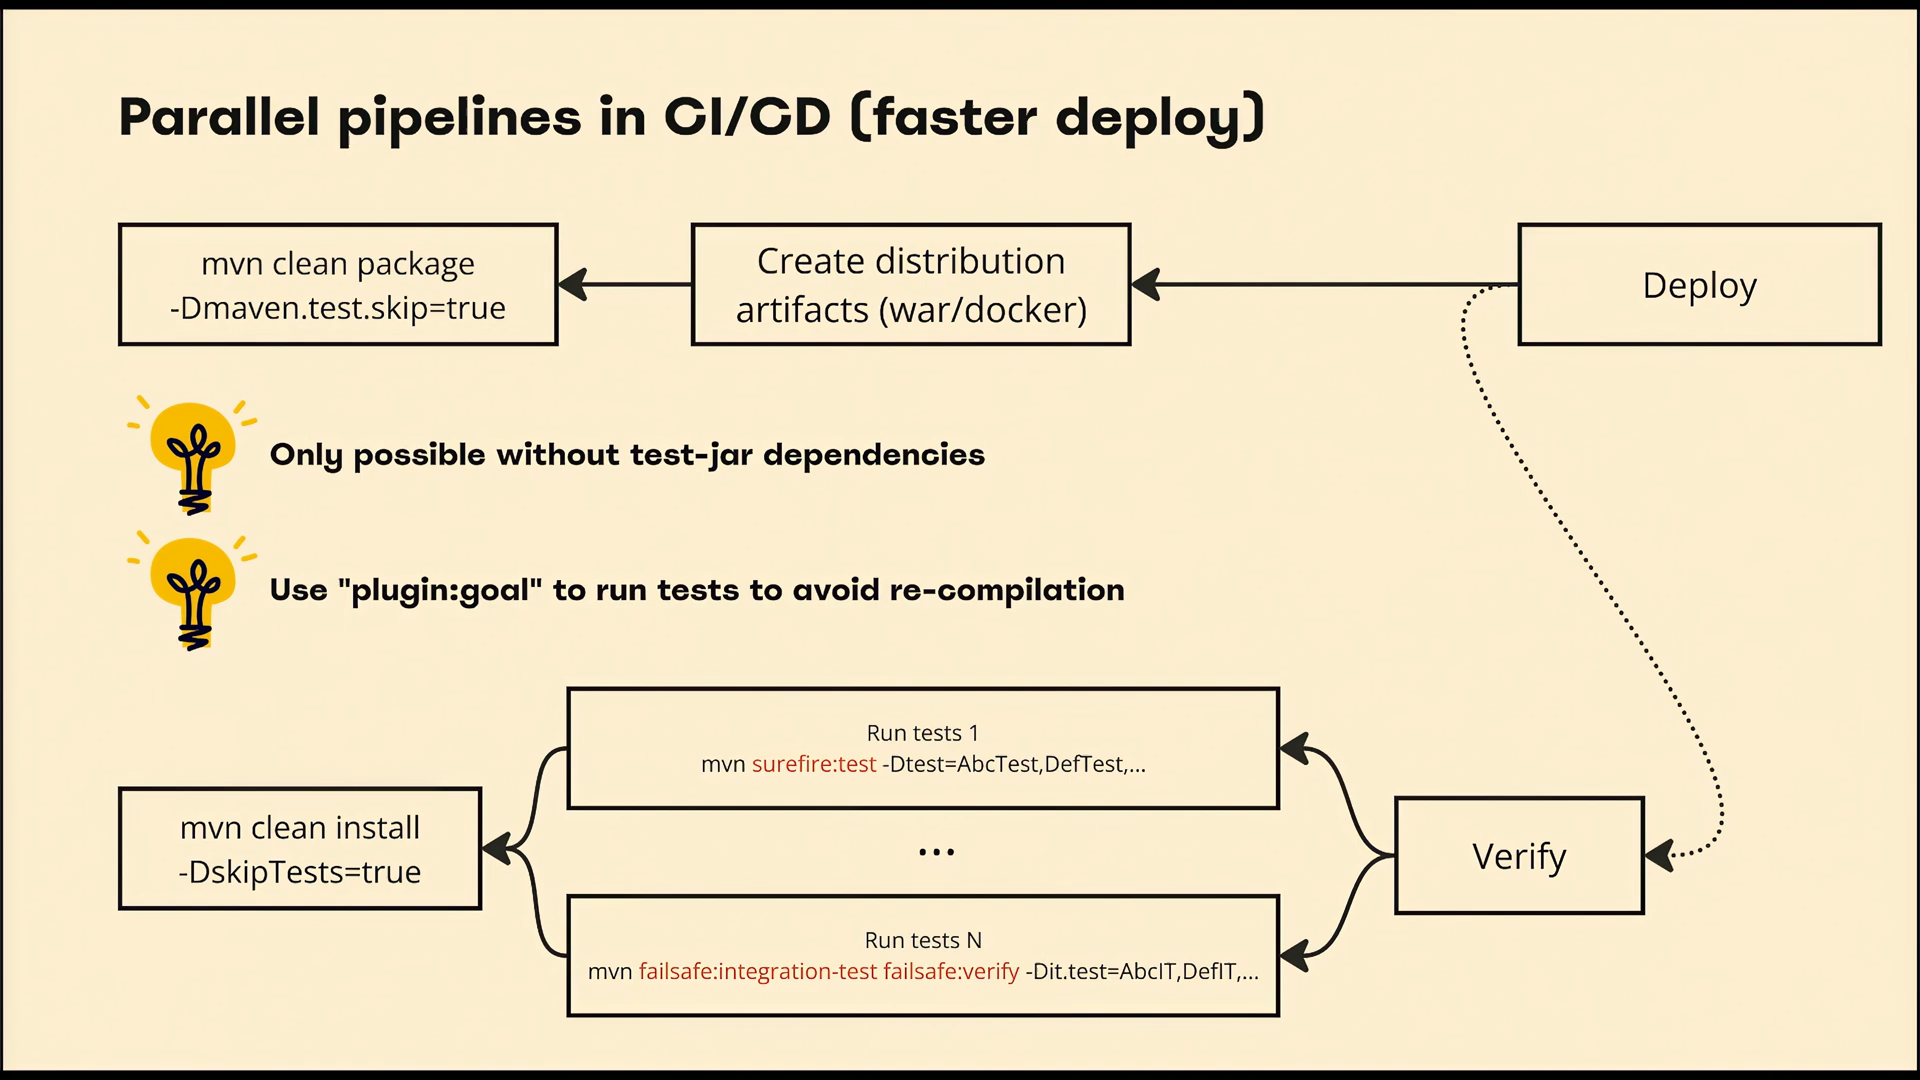 Parallel pipelines in CI/CD (faster deploy)
mvn clean package
-Dmaven.test.skip=true
Create distribution
artifacts (war/docker)
Deploy
Only possible without test-jar dependencies
Use "plugin:goal" to run tests to avoid re-compilation
mvn clean install
-DskipTests=true
Run tests 1
mvn surefire:test -Dtest=AbcTest,DefTest,...
...
Run tests N
mvn failsafe:integration-test failsafe:verify -Dit.test=AbcIT,DefIT,...
Verify